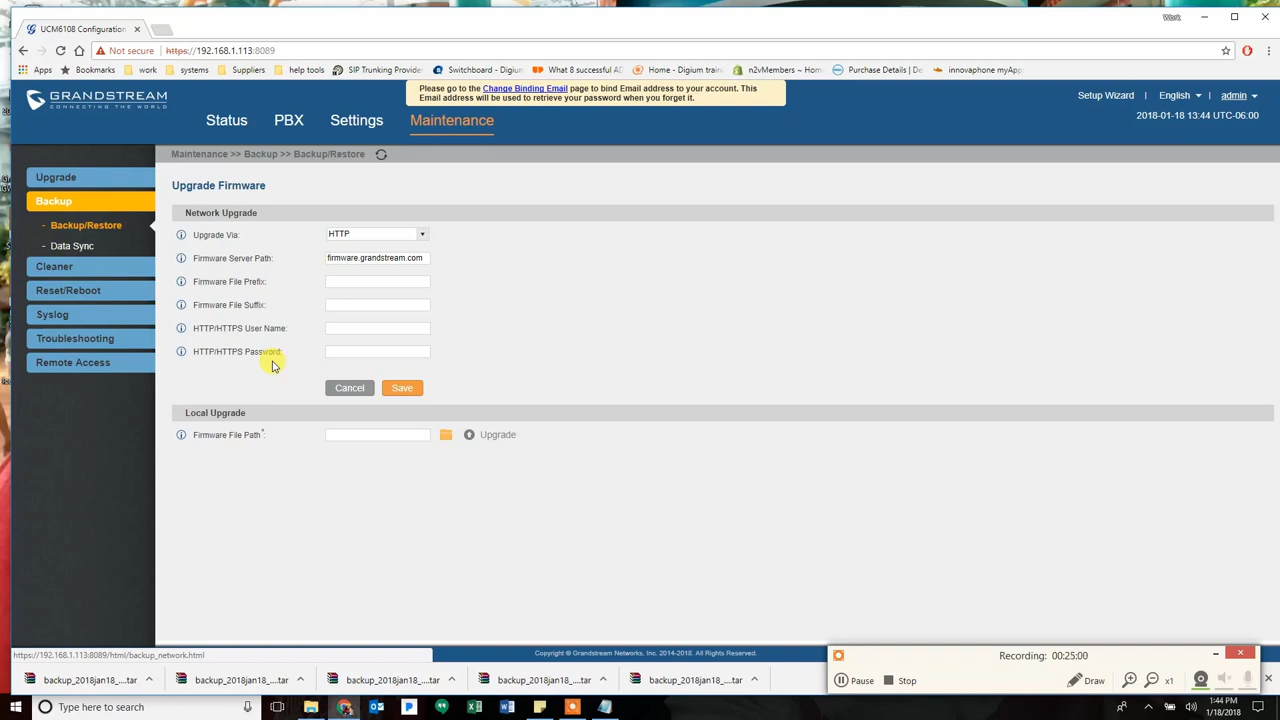 UCM6108 Configuration
Work
Not secure https://192.168.1.113:8089
Apps Bookmarks work systems Suppliers help tools SIP Trunking Provider Switchboard - Digium What 8 successful AD Home - Digium train n2vMembers ~ Home Purchase Details | De innovaphone myApp
GRANDSTREAM
CONNECTING THE WORLD
Please go to the Change Binding Email page to bind Email address to your account. This
Email address will be used to retrieve your password when you forget it.
Setup Wizard | English | admin
Status PBX Settings Maintenance
2018-01-18 13:44 UTC-06:00
Maintenance >> Backup >> Backup/Restore
Upgrade
Backup
- Backup/Restore
- Data Sync
Cleaner
Reset/Reboot
Syslog
Troubleshooting
Remote Access
Upgrade Firmware
Network Upgrade
Upgrade Via: HTTP
Firmware Server Path: firmware.grandstream.com
Firmware File Prefix:
Firmware File Suffix:
HTTP/HTTPS User Name:
HTTP/HTTPS Password:
Cancel Save
Local Upgrade
Firmware File Path*: Upgrade
https://192.168.1.113:8089/html/backup_network.html
Copyright © Grandstream Networks, Inc. 2014-2018. All Rights Reserved.
Recording: 00:25:00
backup_2018jan18_....tar backup_2018jan18_....tar backup_2018jan18_....tar backup_2018jan18_....tar backup_2018jan18_....tar
Pause Stop Draw x1
Type here to search
1:44 PM
1/18/2018